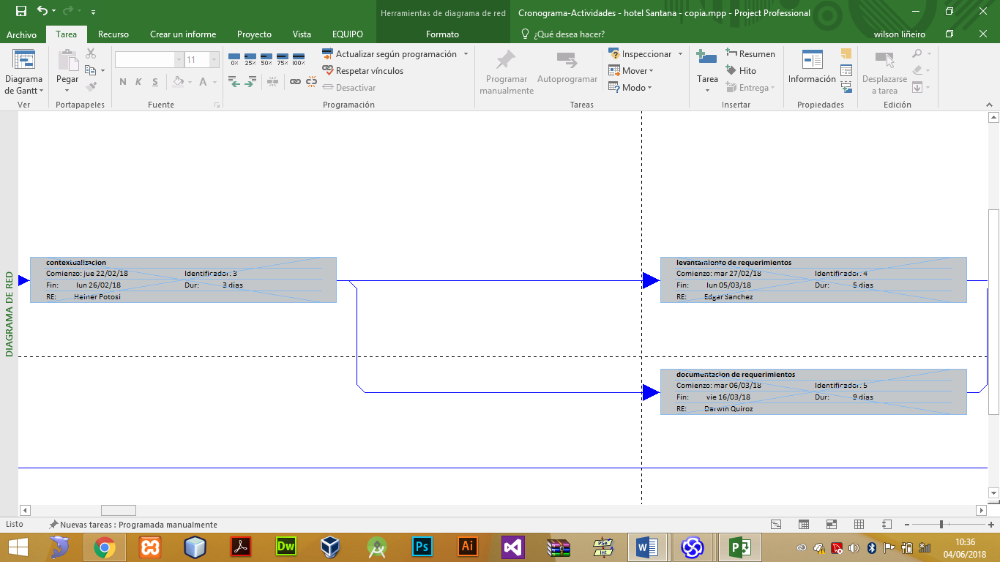 Herramientas de diagrama de red
Cronograma-Actividades - hotel Santana - copia.mpp - Project Professional
Archivo Tarea Recurso Crear un informe Proyecto Vista EQUIPO Formato ¿Qué desea hacer? wilson liñeiro
Diagrama de Gantt
Ver
Pegar
Portapapeles
11
N K S A
Fuente
0% 25% 50% 75% 100%
Actualizar según programación
Respetar vínculos
Desactivar
Programación
Programar manualmente
Autoprogramar
Inspeccionar
Mover
Modo
Tareas
Tarea
Resumen
Hito
Entrega
Insertar
Información
Propiedades
Desplazarse a tarea
Edición
DIAGRAMA DE RED
contextualizacion
Comienzo: jue 22/02/18 Identificador: 3
Fin: lun 26/02/18 Dur: 3 días
RE: Heiner Potosi
levantamiento de requerimientos
Comienzo: mar 27/02/18 Identificador: 4
Fin: lun 05/03/18 Dur: 5 días
RE: Edgar Sanchez
documentacion de requerimientos
Comienzo: mar 06/03/18 Identificador: 5
Fin: vie 16/03/18 Dur: 9 días
RE: Darwin Quiroz
Listo Nuevas tareas : Programada manualmente
Dw Ps Ai PSe Int
10:36
04/06/2018